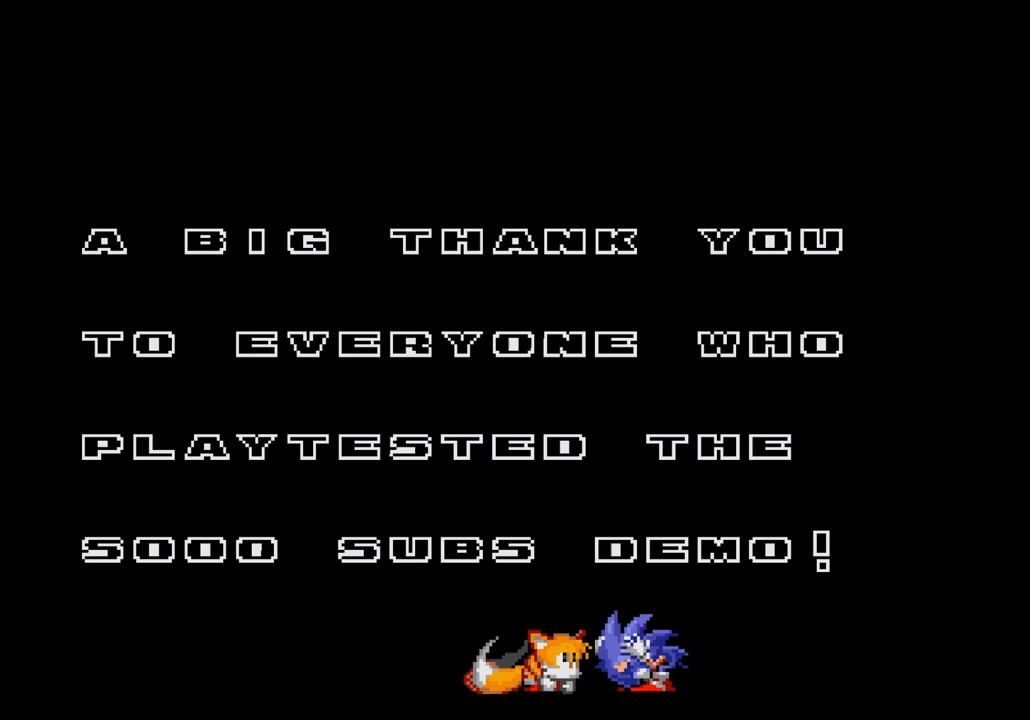 A BIG THANK YOU
TO EVERYONE WHO
PLAYTESTED THE
5000 SUBS DEMO!